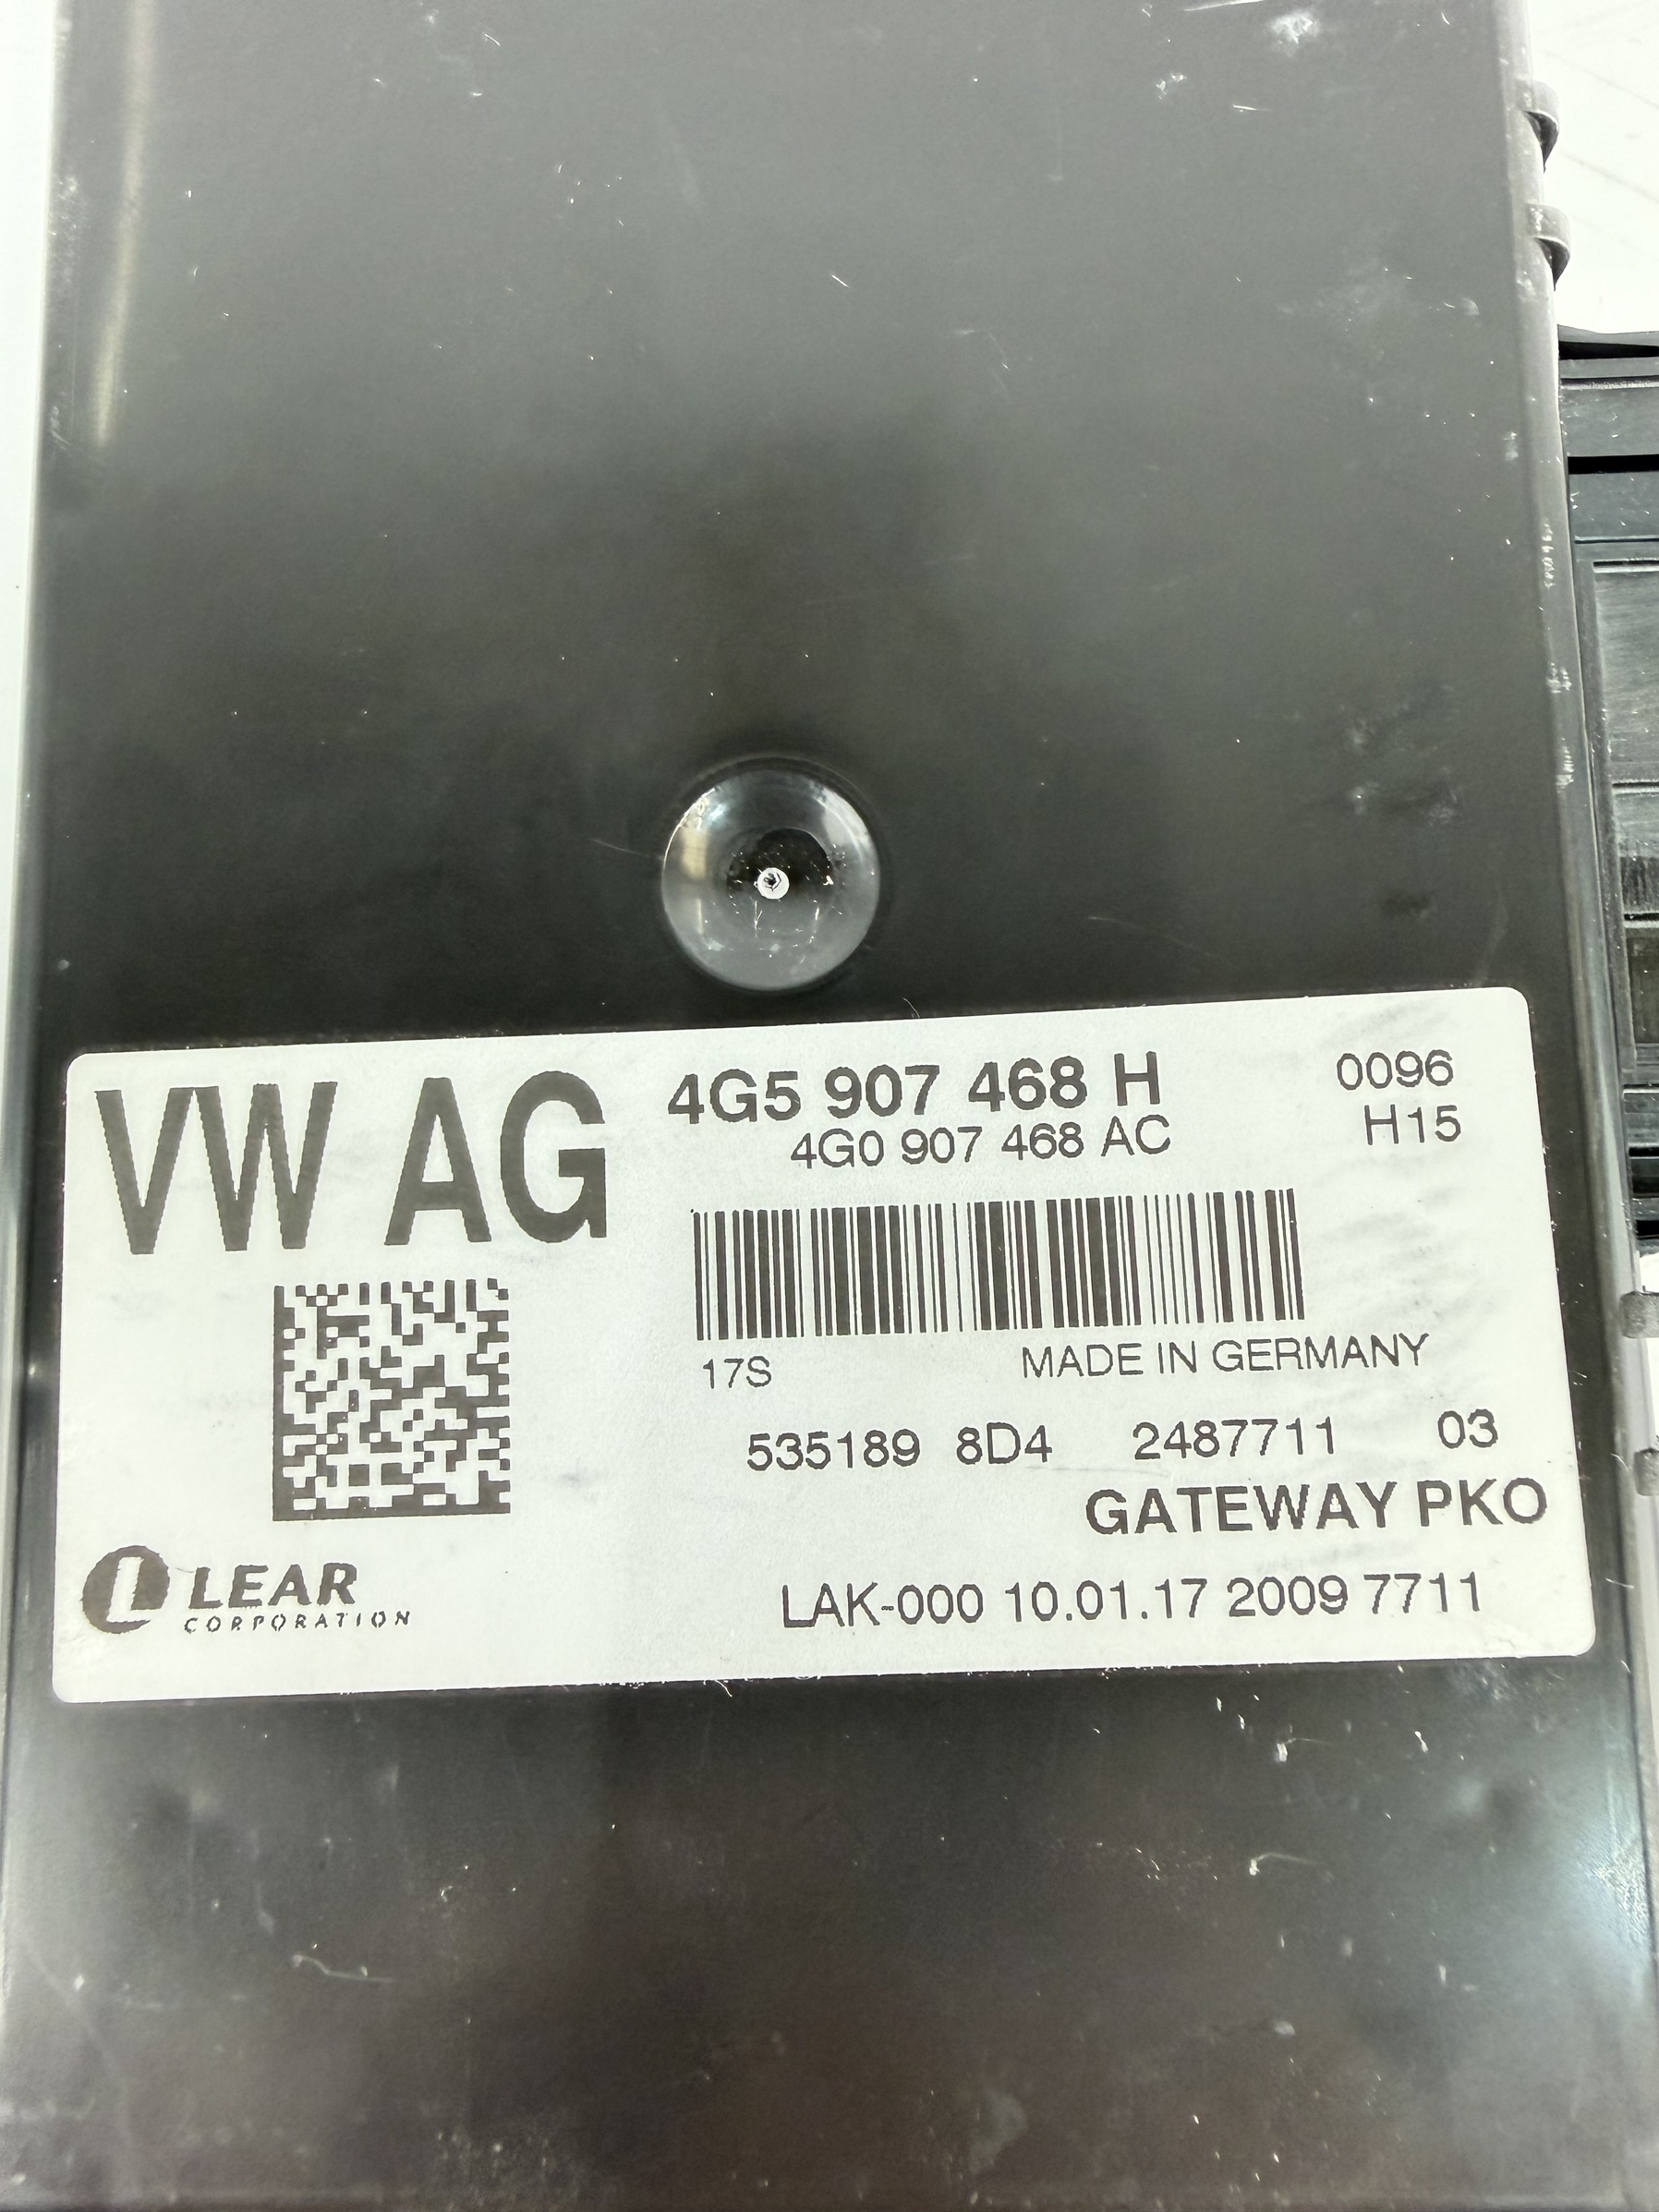 VW AG
4G5 907 468 H
0096
4G0 907 468 AC
H15
17S
MADE IN GERMANY
535189 8D4 2487711 03
GATEWAY PKO
LEAR
CORPORATION
LAK-000 10.01.17 2009 7711